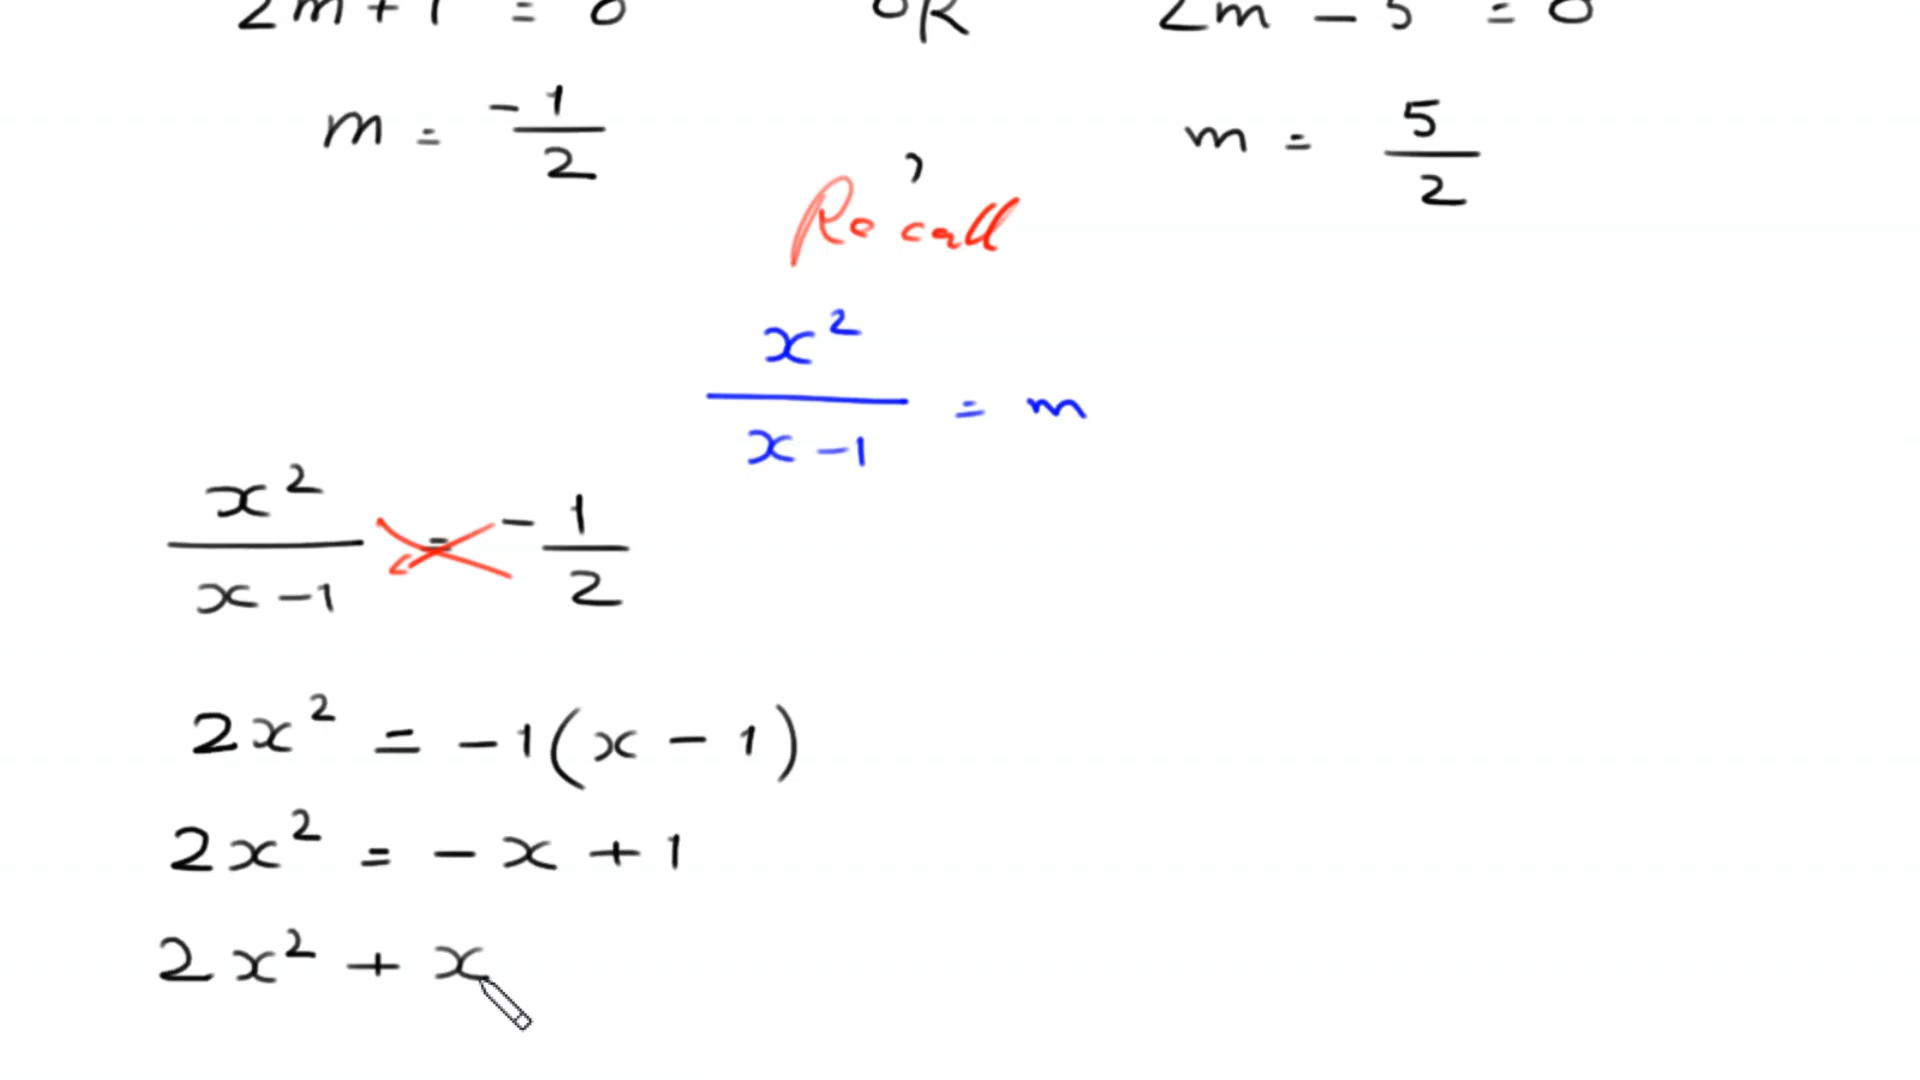 2m + 1 = 0 OR 2m - 5 = 0
m = -1/2 , m = 5/2
Recall
x²/(x-1) = m
x²/(x-1) = -1/2
2x² = -1(x - 1)
2x² = -x + 1
2x² + x